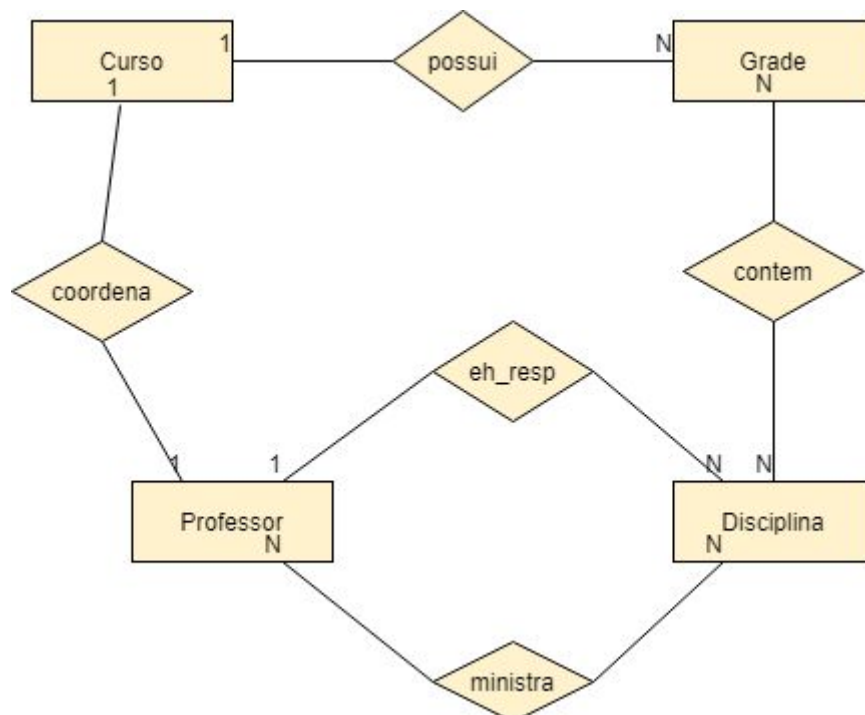 Curso
1
1
possui
N
Grade
N
coordena
contem
eh_resp
1
1
N
N
Professor
N
Disciplina
N
ministra